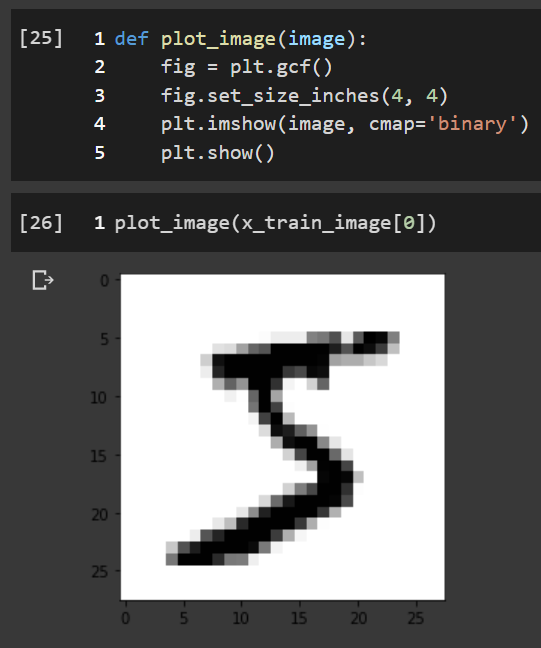 [25] 1 def plot_image(image):
2     fig = plt.gcf()
3     fig.set_size_inches(4, 4)
4     plt.imshow(image, cmap='binary')
5     plt.show()
[26] 1 plot_image(x_train_image[0])
0
5
10
15
20
25
0 5 10 15 20 25
5